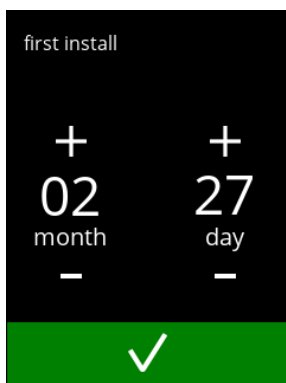 first install
+ +
02 27
month day
- -